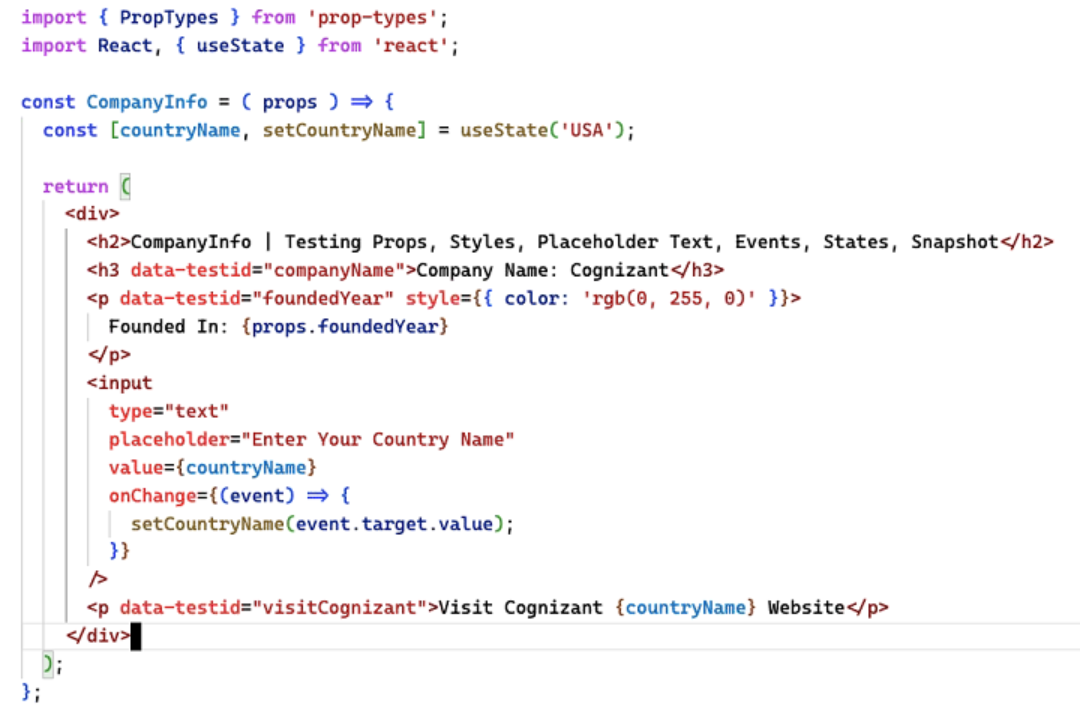 import { PropTypes } from 'prop-types';
import React, { useState } from 'react';

const CompanyInfo = ( props ) => {
  const [countryName, setCountryName] = useState('USA');

  return (
    <div>
      <h2>CompanyInfo | Testing Props, Styles, Placeholder Text, Events, States, Snapshot</h2>
      <h3 data-testid="companyName">Company Name: Cognizant</h3>
      <p data-testid="foundedYear" style={{ color: 'rgb(0, 255, 0)' }}>
        Founded In: {props.foundedYear}
      </p>
      <input
        type="text"
        placeholder="Enter Your Country Name"
        value={countryName}
        onChange={(event) => {
          setCountryName(event.target.value);
        }}
      />
      <p data-testid="visitCognizant">Visit Cognizant {countryName} Website</p>
    </div>
  );
};